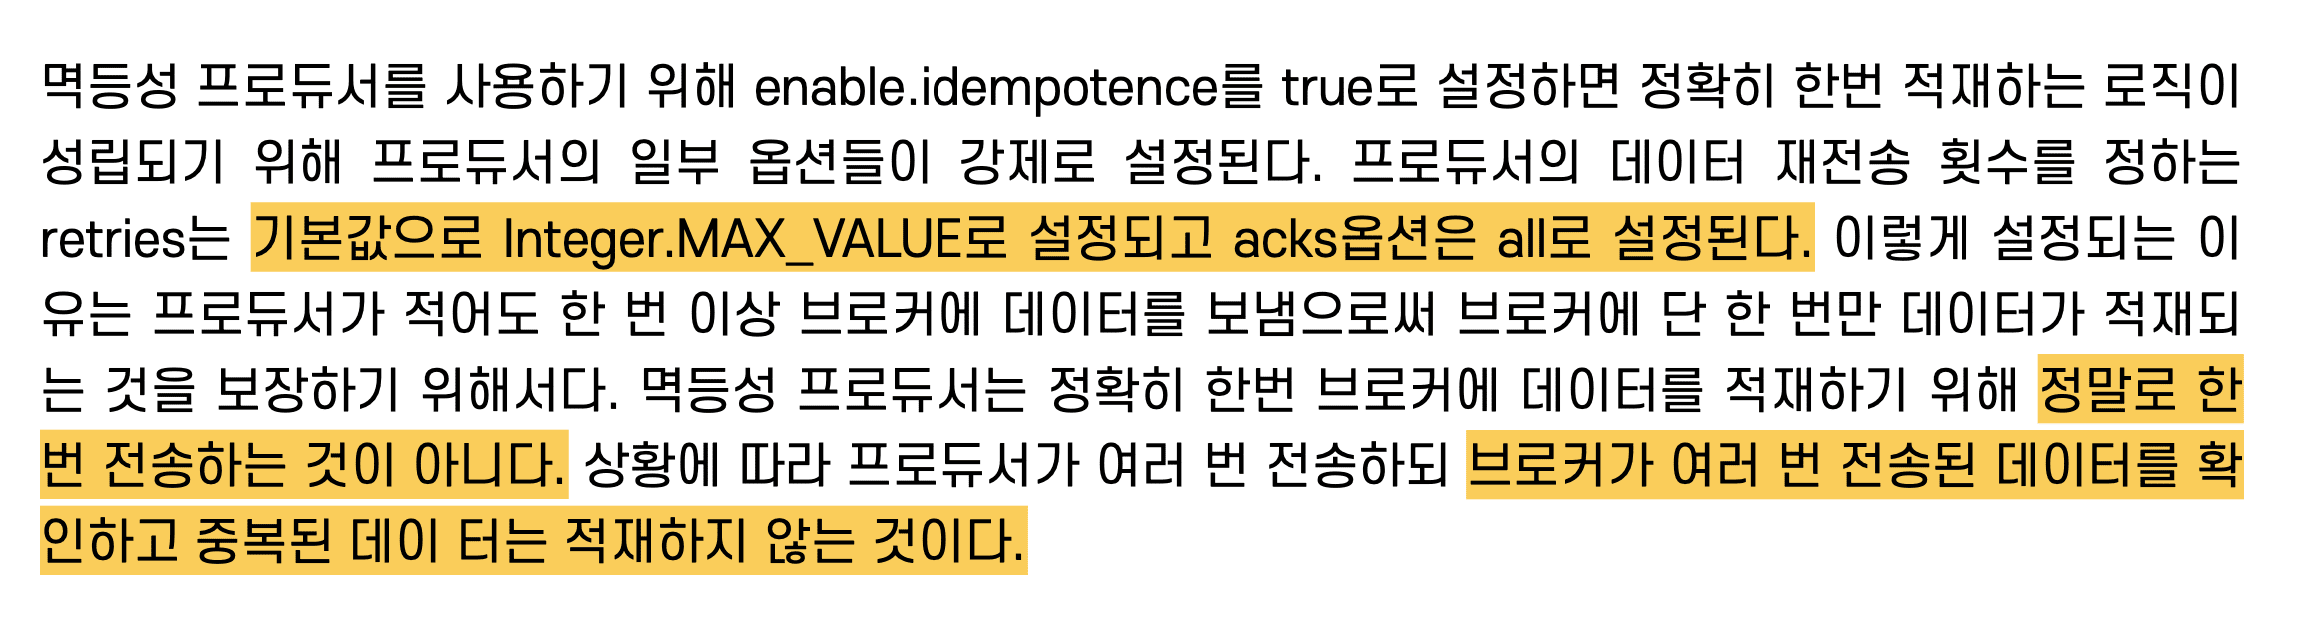 멱등성 프로듀서를 사용하기 위해 enable.idempotence를 true로 설정하면 정확히 한번 적재하는 로직이
성립되기 위해 프로듀서의 일부 옵션들이 강제로 설정된다. 프로듀서의 데이터 재전송 횟수를 정하는
retries는 기본값으로 Integer.MAX_VALUE로 설정되고 acks옵션은 all로 설정된다. 이렇게 설정되는 이
유는 프로듀서가 적어도 한 번 이상 브로커에 데이터를 보냄으로써 브로커에 단 한 번만 데이터가 적재되
는 것을 보장하기 위해서다. 멱등성 프로듀서는 정확히 한번 브로커에 데이터를 적재하기 위해 정말로 한
번 전송하는 것이 아니다. 상황에 따라 프로듀서가 여러 번 전송하되 브로커가 여러 번 전송된 데이터를 확
인하고 중복된 데이 터는 적재하지 않는 것이다.